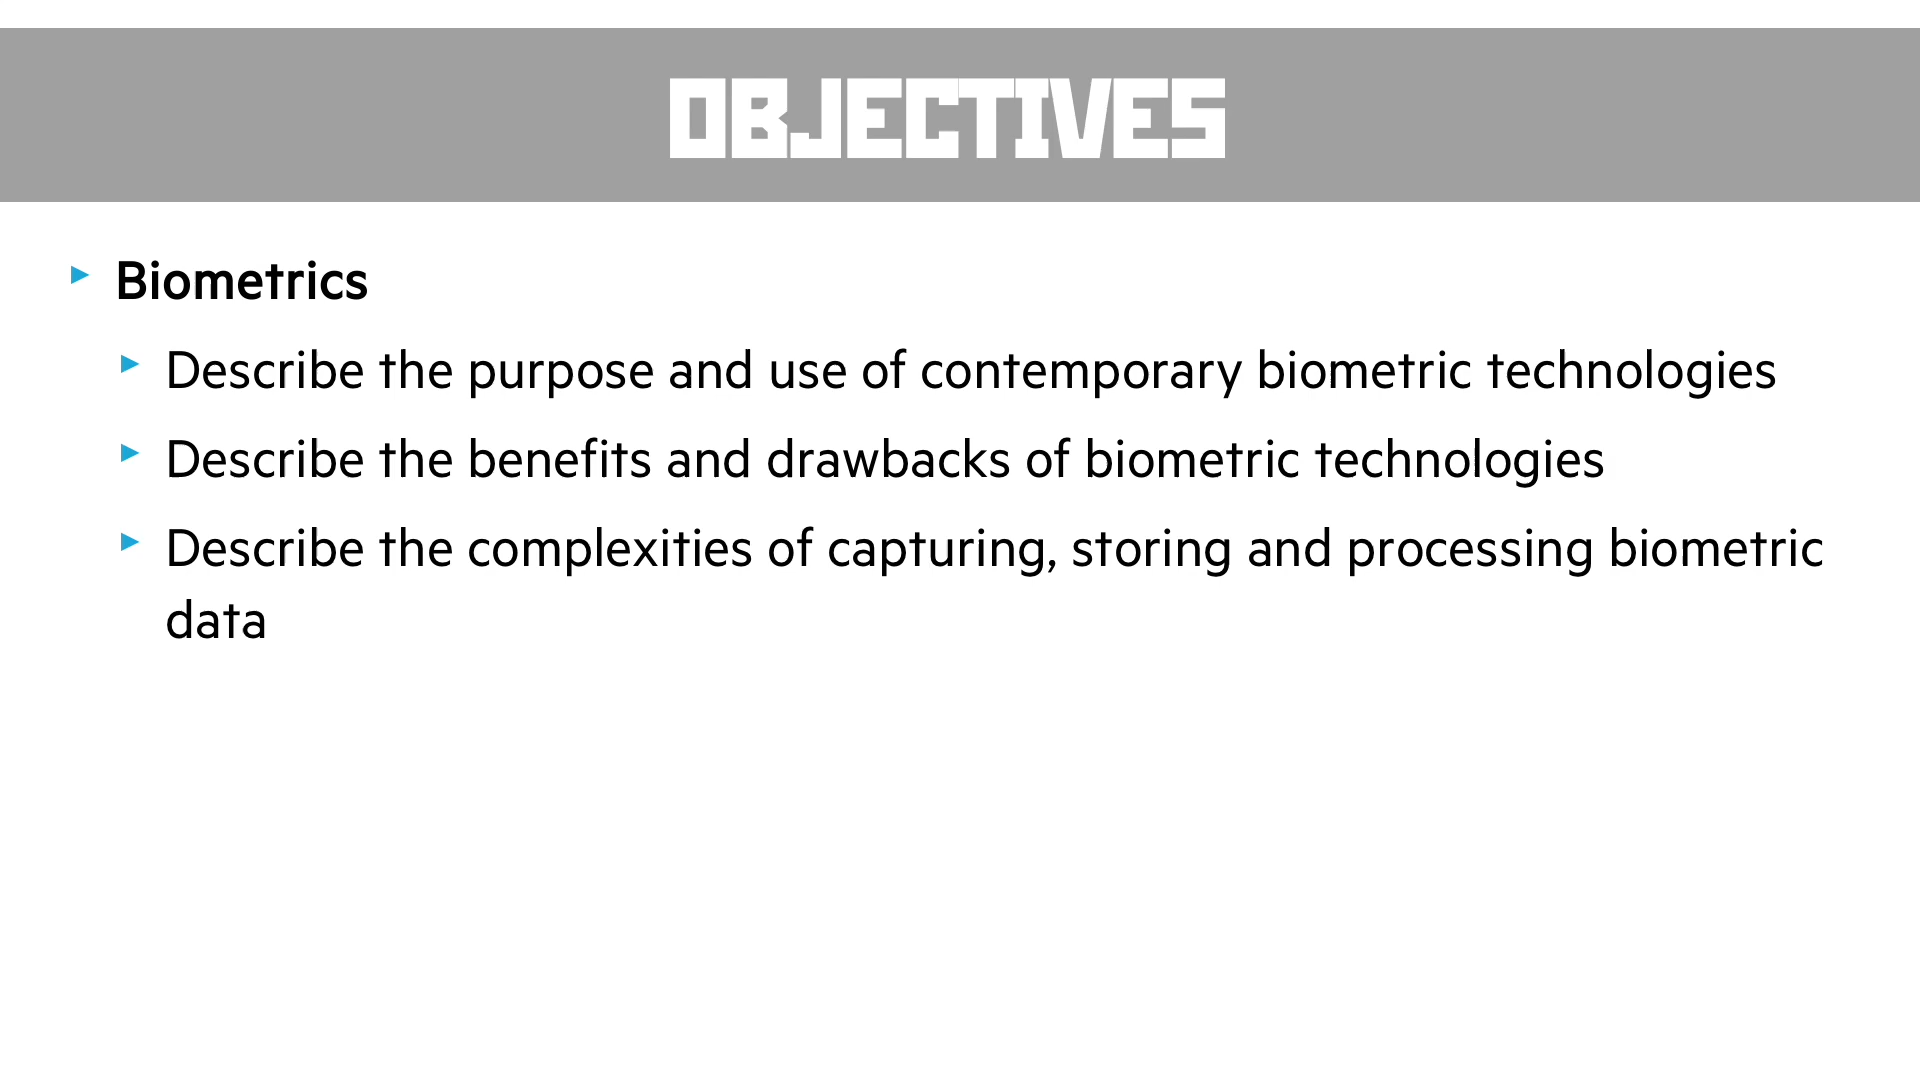 OBJECTIVES
Biometrics
Describe the purpose and use of contemporary biometric technologies
Describe the benefits and drawbacks of biometric technologies
Describe the complexities of capturing, storing and processing biometric
data